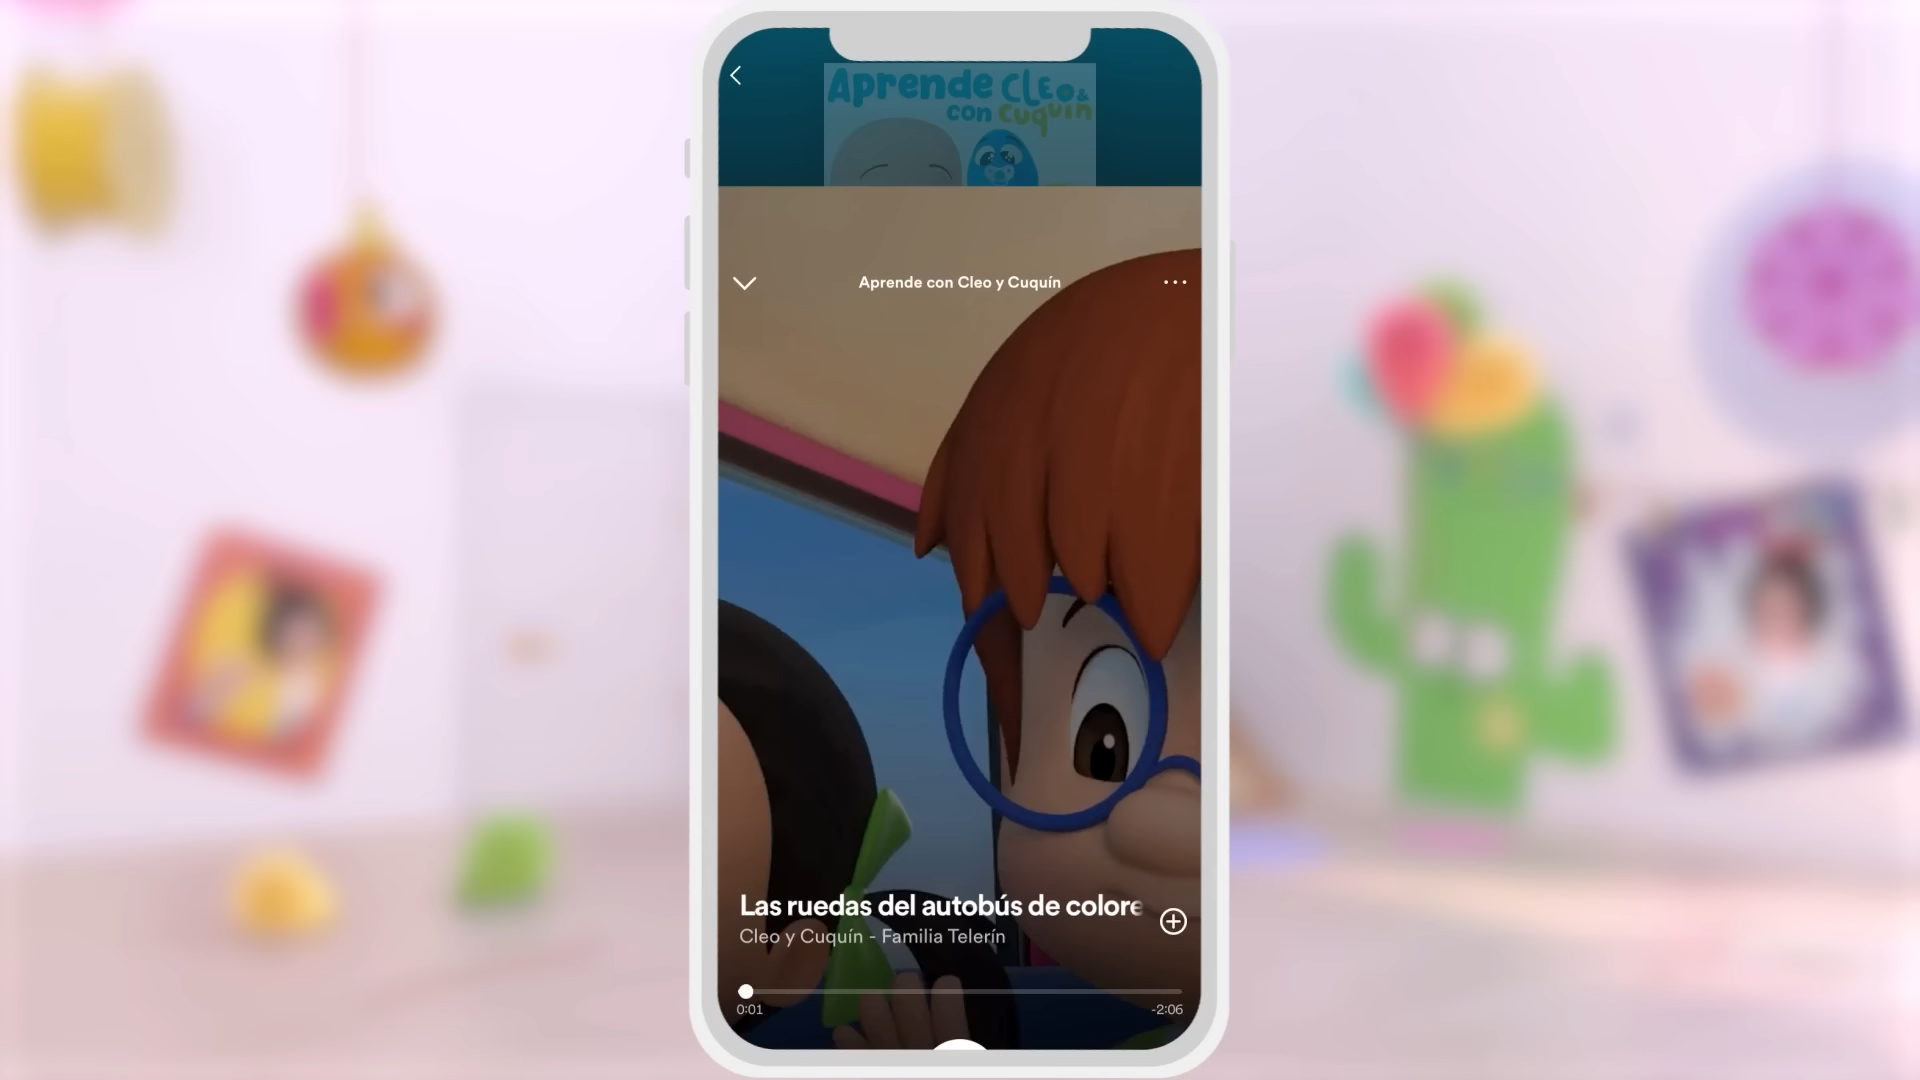 Aprende CLEO &
con cuquin
Aprende con Cleo y Cuquín
Las ruedas del autobús de colore
Cleo y Cuquín - Familia Telerín
0:01
-2:06